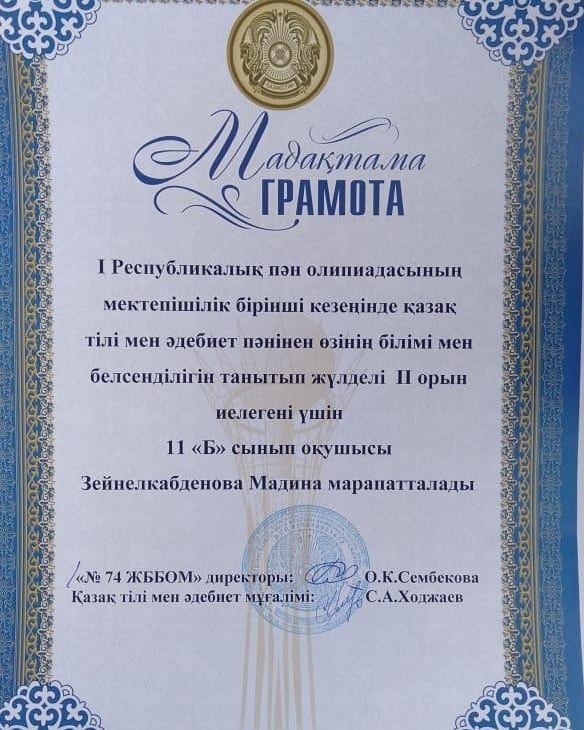 ҚАЗАҚСТАН
Мадақтама
ГРАМОТА
I Республикалық пән олипиадасының
мектепішілік бірінші кезеңінде қазақ
тілі мен әдебиет пәнінен өзінің білімі мен
белсенділігін танытып жүлделі II орын
иелегені үшін
11 «Б» сынып оқушысы
Зейнелкабденова Мадина марапатталады
«№ 74 ЖББОМ» директоры: О.К.Сембекова
Қазақ тілі мен әдебиет мұғалімі: С.А.Ходжаев